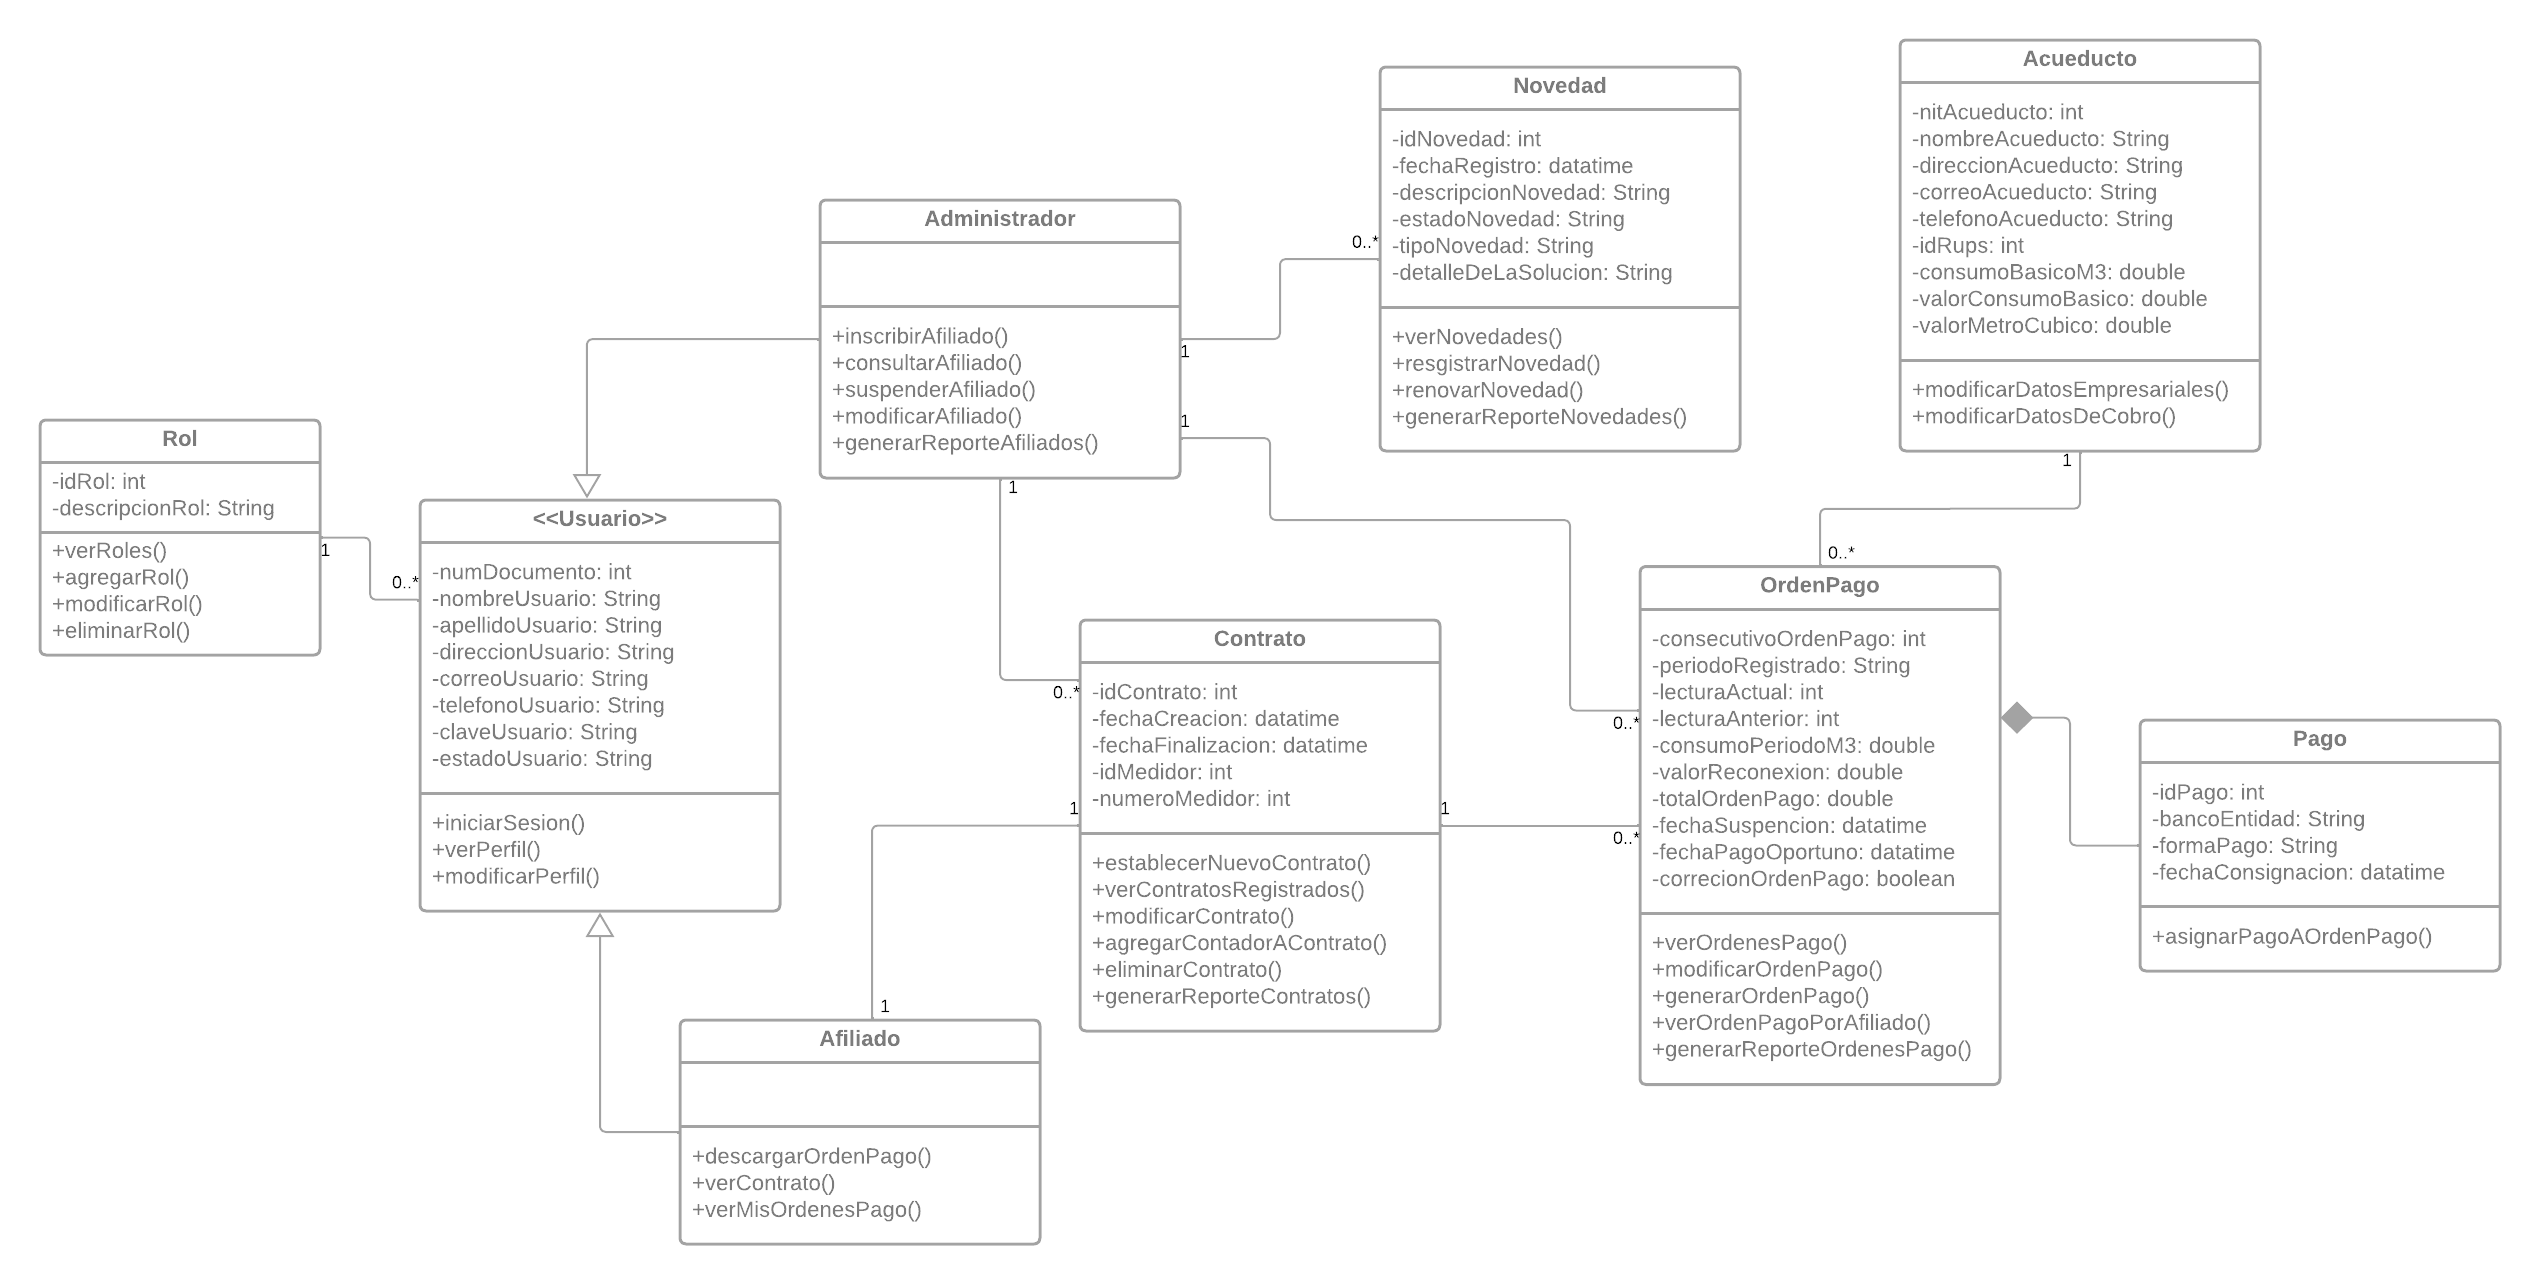 Rol
-idRol: int
-descripcionRol: String
+verRoles()
+agregarRol()
+modificarRol()
+eliminarRol()
1
0..*
<<Usuario>>
-numDocumento: int
-nombreUsuario: String
-apellidoUsuario: String
-direccionUsuario: String
-correoUsuario: String
-telefonoUsuario: String
-claveUsuario: String
-estadoUsuario: String
+iniciarSesion()
+verPerfil()
+modificarPerfil()
Administrador
+inscribirAfiliado()
+consultarAfiliado()
+suspenderAfiliado()
+modificarAfiliado()
+generarReporteAfiliados()
1
1
1
0..*
Novedad
-idNovedad: int
-fechaRegistro: datatime
-descripcionNovedad: String
-estadoNovedad: String
-tipoNovedad: String
-detalleDeLaSolucion: String
+verNovedades()
+resgistrarNovedad()
+renovarNovedad()
+generarReporteNovedades()
Acueducto
-nitAcueducto: int
-nombreAcueducto: String
-direccionAcueducto: String
-correoAcueducto: String
-telefonoAcueducto: String
-idRups: int
-consumoBasicoM3: double
-valorConsumoBasico: double
-valorMetroCubico: double
+modificarDatosEmpresariales()
+modificarDatosDeCobro()
1
0..*
Afiliado
+descargarOrdenPago()
+verContrato()
+verMisOrdenesPago()
1
1
0..*
Contrato
-idContrato: int
-fechaCreacion: datatime
-fechaFinalizacion: datatime
-idMedidor: int
-numeroMedidor: int
+establecerNuevoContrato()
+verContratosRegistrados()
+modificarContrato()
+agregarContadorAContrato()
+eliminarContrato()
+generarReporteContratos()
1
0..*
0..*
OrdenPago
-consecutivoOrdenPago: int
-periodoRegistrado: String
-lecturaActual: int
-lecturaAnterior: int
-consumoPeriodoM3: double
-valorReconexion: double
-totalOrdenPago: double
-fechaSuspencion: datatime
-fechaPagoOportuno: datatime
-correcionOrdenPago: boolean
+verOrdenesPago()
+modificarOrdenPago()
+generarOrdenPago()
+verOrdenPagoPorAfiliado()
+generarReporteOrdenesPago()
Pago
-idPago: int
-bancoEntidad: String
-formaPago: String
-fechaConsignacion: datatime
+asignarPagoAOrdenPago()